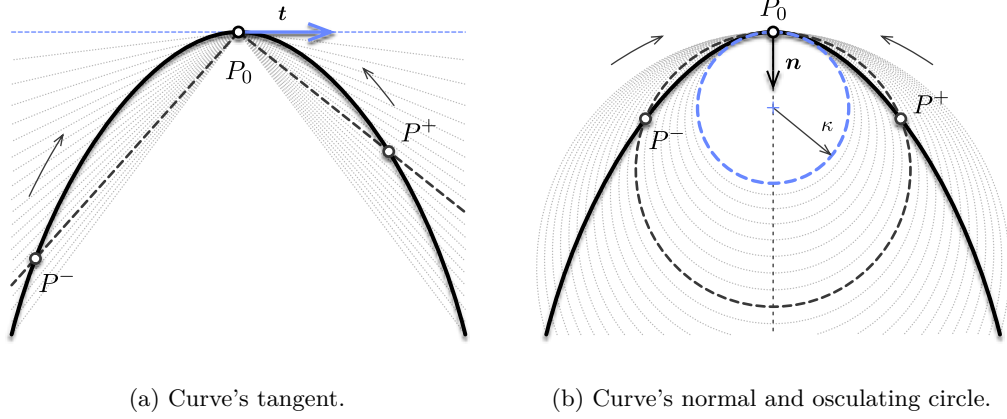 t
P₀
P⁺
P⁻
(a) Curve's tangent.
P₀
n
P⁺
P⁻
κ
(b) Curve's normal and osculating circle.